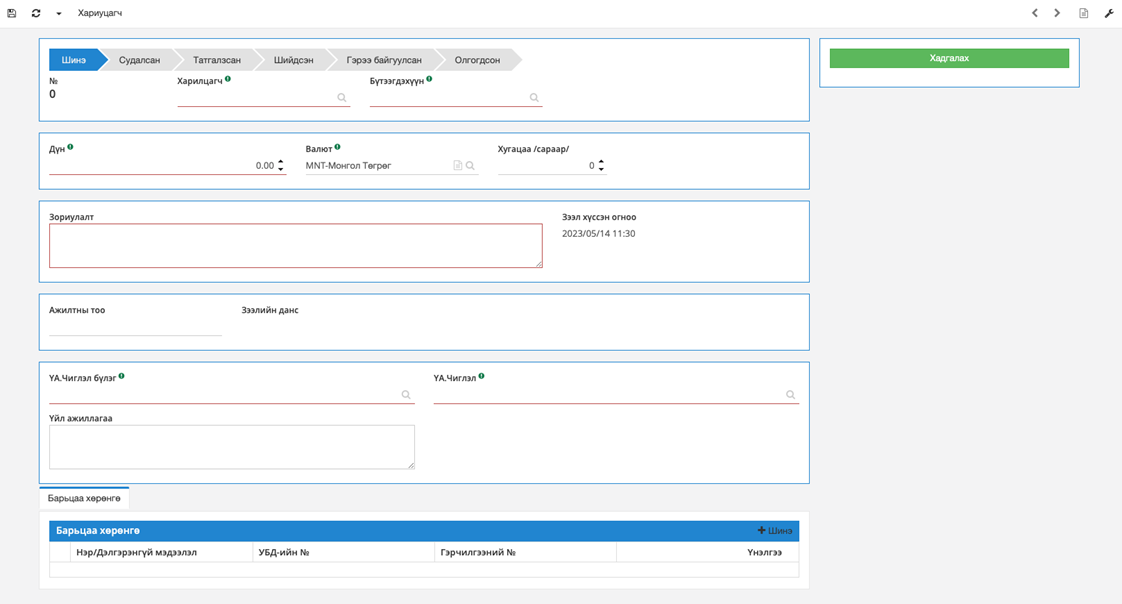 Хариуцагч
Шинэ Судалсан Татгалзсан Шийдсэн Гэрээ байгуулсан Олгогдсон
Хадгалах
№ Харилцагч Бүтээгдэхүүн
0
Дүн Валют Хугацаа /сараар/
0.00 MNT-Монгол Төгрөг 0
Зориулалт Зээл хүссэн огноо
2023/05/14 11:30
Ажилтны тоо Зээлийн данс
ҮА.Чиглэл бүлэг ҮА.Чиглэл
Үйл ажиллагаа
Барьцаа хөрөнгө
Барьцаа хөрөнгө Шинэ
Нэр/Дэлгэрэнгүй мэдээлэл УБД-ийн № Гэрчилгээний № Үнэлгээ